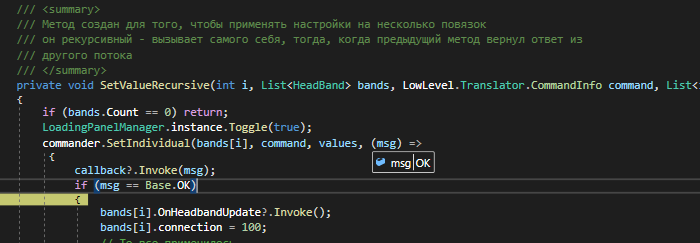 /// <summary>
/// Метод создан для того, чтобы применять настройки на несколько повязок
/// он рекурсивный - вызывает самого себя, тогда, когда предыдущий метод вернул ответ из
/// другого потока
/// </summary>
private void SetValueRecursive(int i, List<HeadBand> bands, LowLevel.Translator.CommandInfo command, List<
{
if (bands.Count == 0) return;
LoadingPanelManager.instance.Toggle(true);
commander.SetIndividual(bands[i], command, values, (msg) =>
{
msg OK
callback?.Invoke(msg);
if (msg == Base.OK)
{
bands[i].OnHeadbandUpdate?.Invoke();
bands[i].connection = 100;